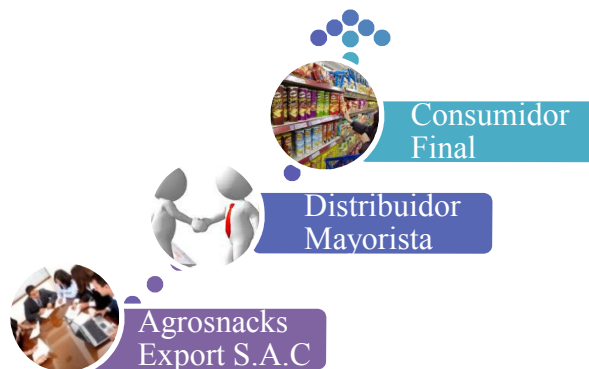 Consumidor
Final
Distribuidor
Mayorista
Agrosnacks
Export S.A.C